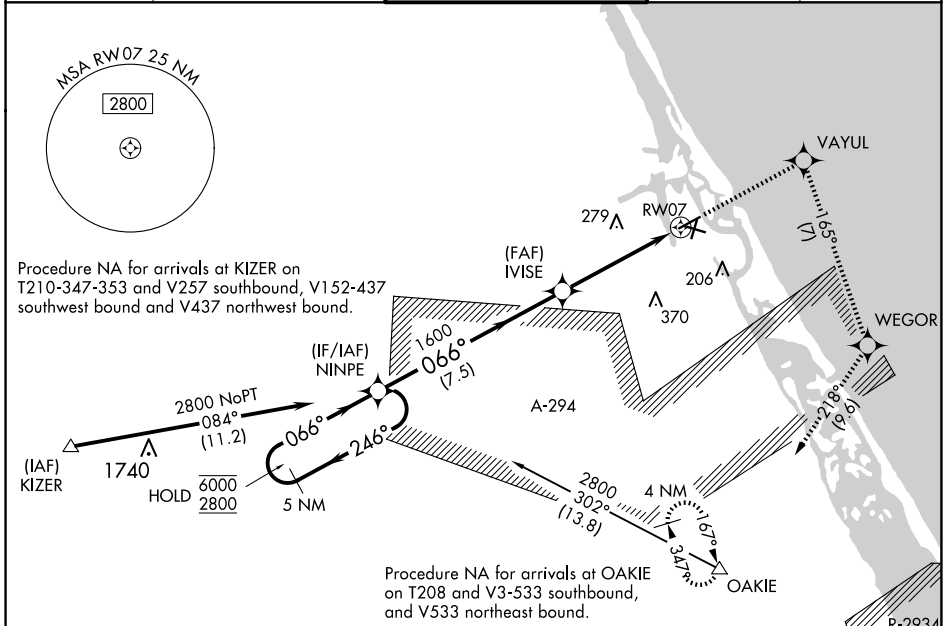 MSA RW07 25 NM
2800
VAYUL
RW07
279
(FAF)
IVISE
165°
(7)
206
370
Procedure NA for arrivals at KIZER on
T210-347-353 and V257 southbound, V152-437
southwest bound and V437 northwest bound.
WEGOR
(IF/IAF)
NINPE
1600
066°
(7.5)
2800 NoPT
084°
(11.2)
A-294
218°
(9.6)
066°
246°
(IAF)
KIZER
1740
HOLD
6000
2800
5 NM
2800
302°
(13.8)
4 NM
167°
347°
OAKIE
Procedure NA for arrivals at OAKIE
on T208 and V3-533 southbound,
and V533 northeast bound.
R-2934